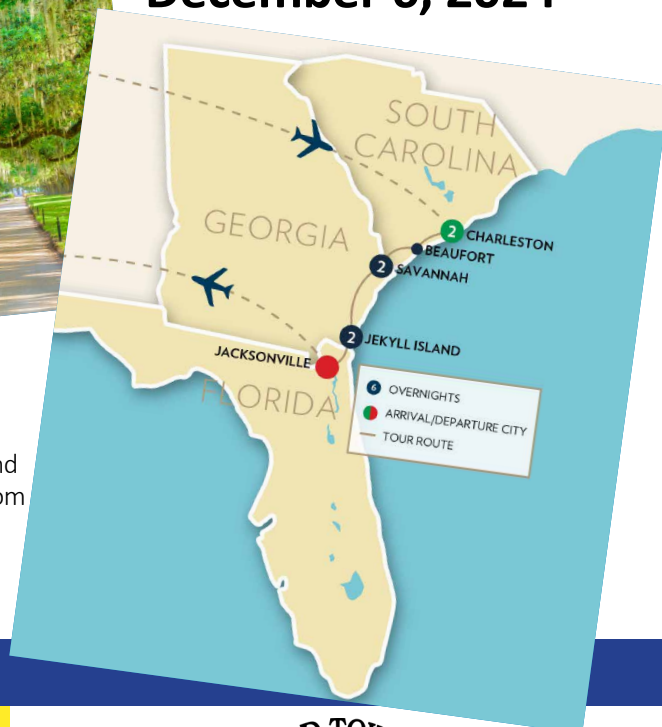 December 6, 2024
SOUTH
CAROLINA
GEORGIA
2 CHARLESTON
BEAUFORT
2 SAVANNAH
2 JEKYLL ISLAND
JACKSONVILLE
FLORIDA
6 OVERNIGHTS
ARRIVAL/DEPARTURE CITY
TOUR ROUTE